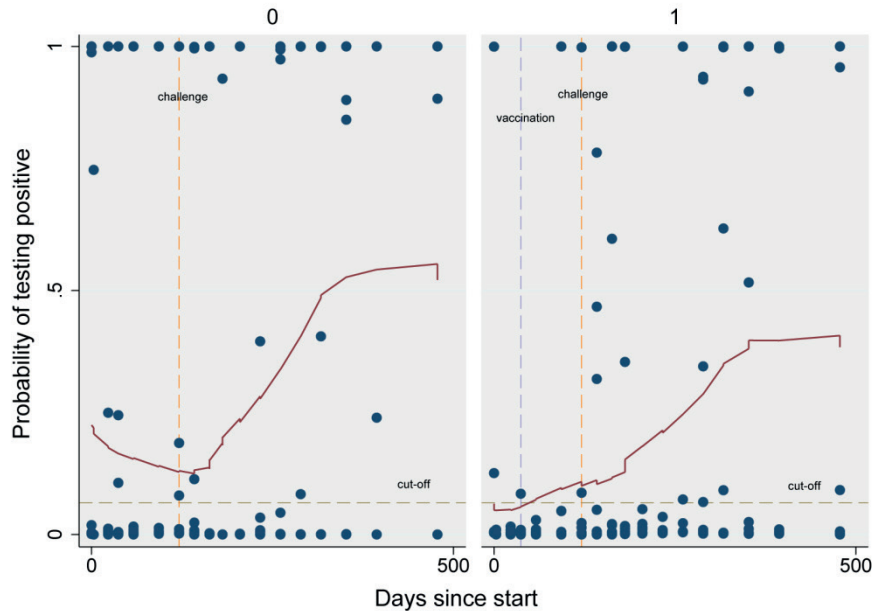 0
1
Probability of testing positive
1
.5
0
challenge
cut-off
vaccination
challenge
cut-off
0
500
0
500
Days since start